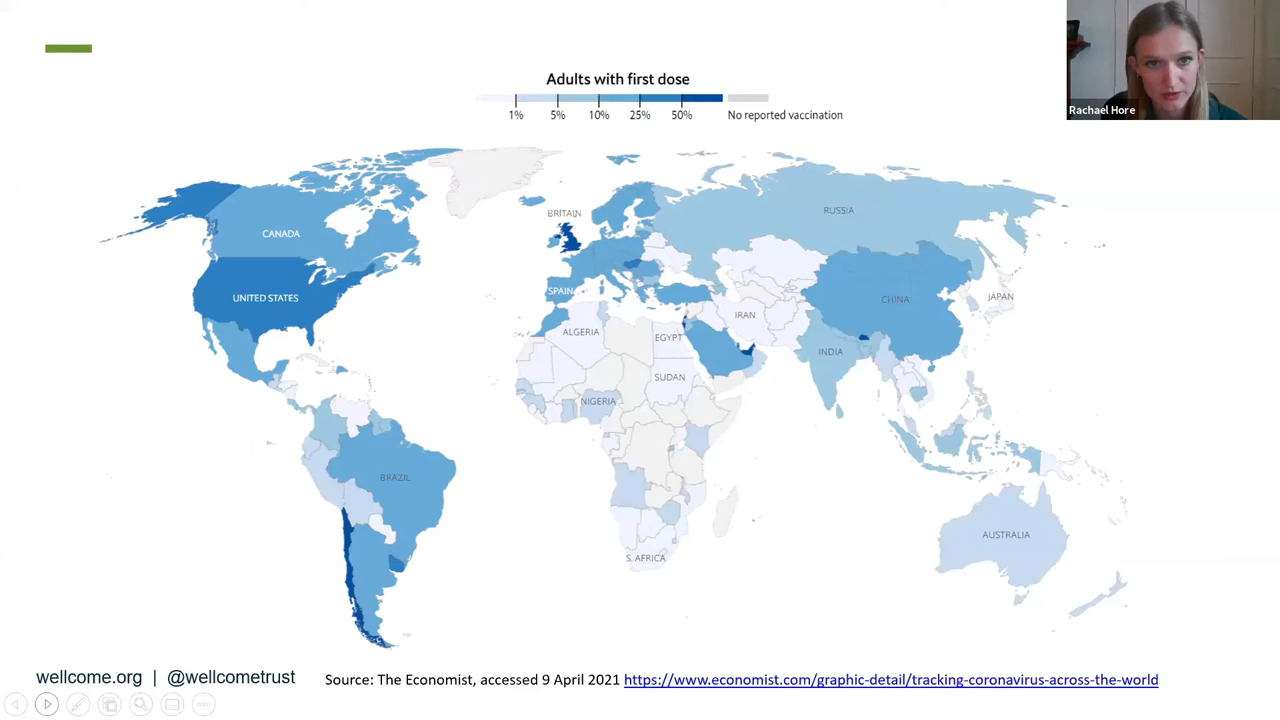 Adults with first dose
1% 5% 10% 25% 50% No reported vaccination
Rachael Hore
BRITAIN
RUSSIA
CANADA
UNITED STATES
SPAIN
CHINA
JAPAN
IRAN
ALGERIA
EGYPT
INDIA
SUDAN
NIGERIA
BRAZIL
AUSTRALIA
S. AFRICA
wellcome.org | @wellcometrust
Source: The Economist, accessed 9 April 2021 https://www.economist.com/graphic-detail/tracking-coronavirus-across-the-world